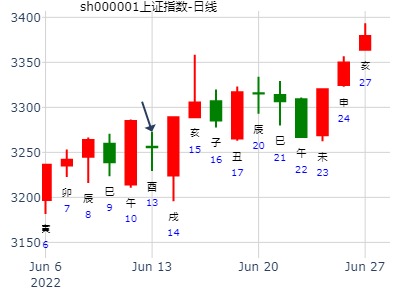 sh000001上证指数-日线
3400
3350
3300
3250
3200
3150
寅
6
卯
7
辰
8
巳
9
午
10
酉
13
戌
14
亥
15
子
16
丑
17
辰
20
巳
21
午
22
未
23
申
24
亥
27
Jun 6
2022
Jun 13
Jun 20
Jun 27